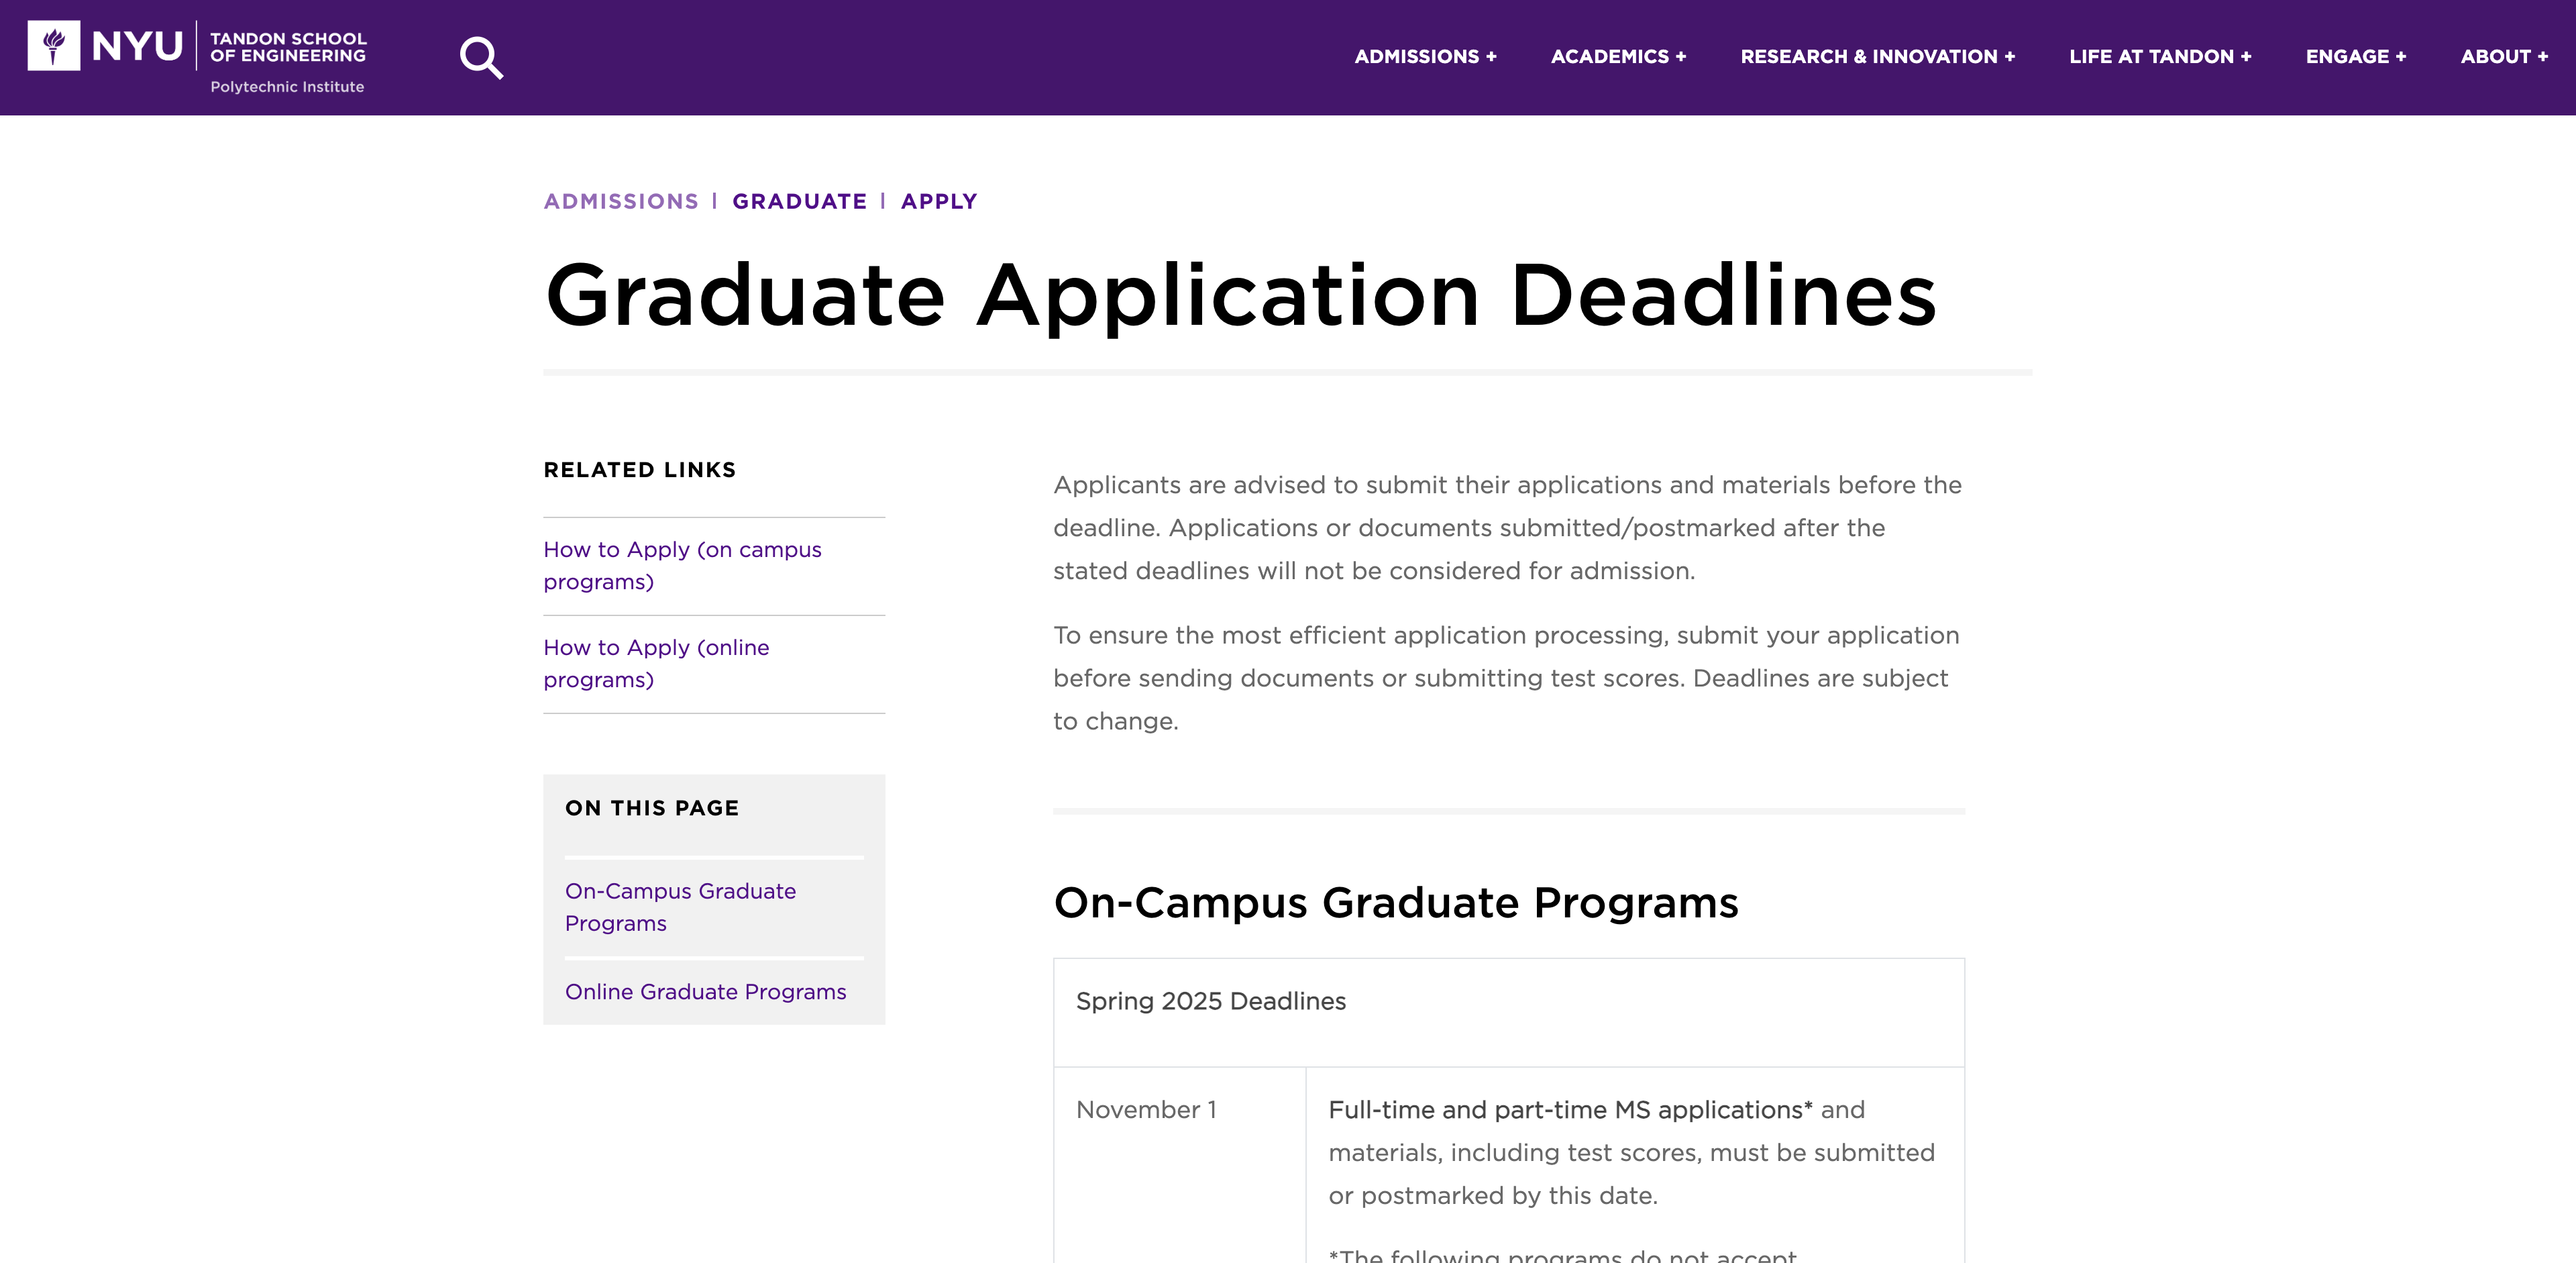 NYU
TANDON SCHOOL
OF ENGINEERING
Polytechnic Institute
ADMISSIONS +
ACADEMICS +
RESEARCH & INNOVATION +
LIFE AT TANDON +
ENGAGE +
ABOUT +
ADMISSIONS | GRADUATE | APPLY
Graduate Application Deadlines
RELATED LINKS
How to Apply (on campus
programs)
How to Apply (online
programs)
ON THIS PAGE
On-Campus Graduate
Programs
Online Graduate Programs
Applicants are advised to submit their applications and materials before the
deadline. Applications or documents submitted/postmarked after the
stated deadlines will not be considered for admission.
To ensure the most efficient application processing, submit your application
before sending documents or submitting test scores. Deadlines are subject
to change.
On-Campus Graduate Programs
Spring 2025 Deadlines
November 1
Full-time and part-time MS applications* and
materials, including test scores, must be submitted
or postmarked by this date.
*The following programs do not accept